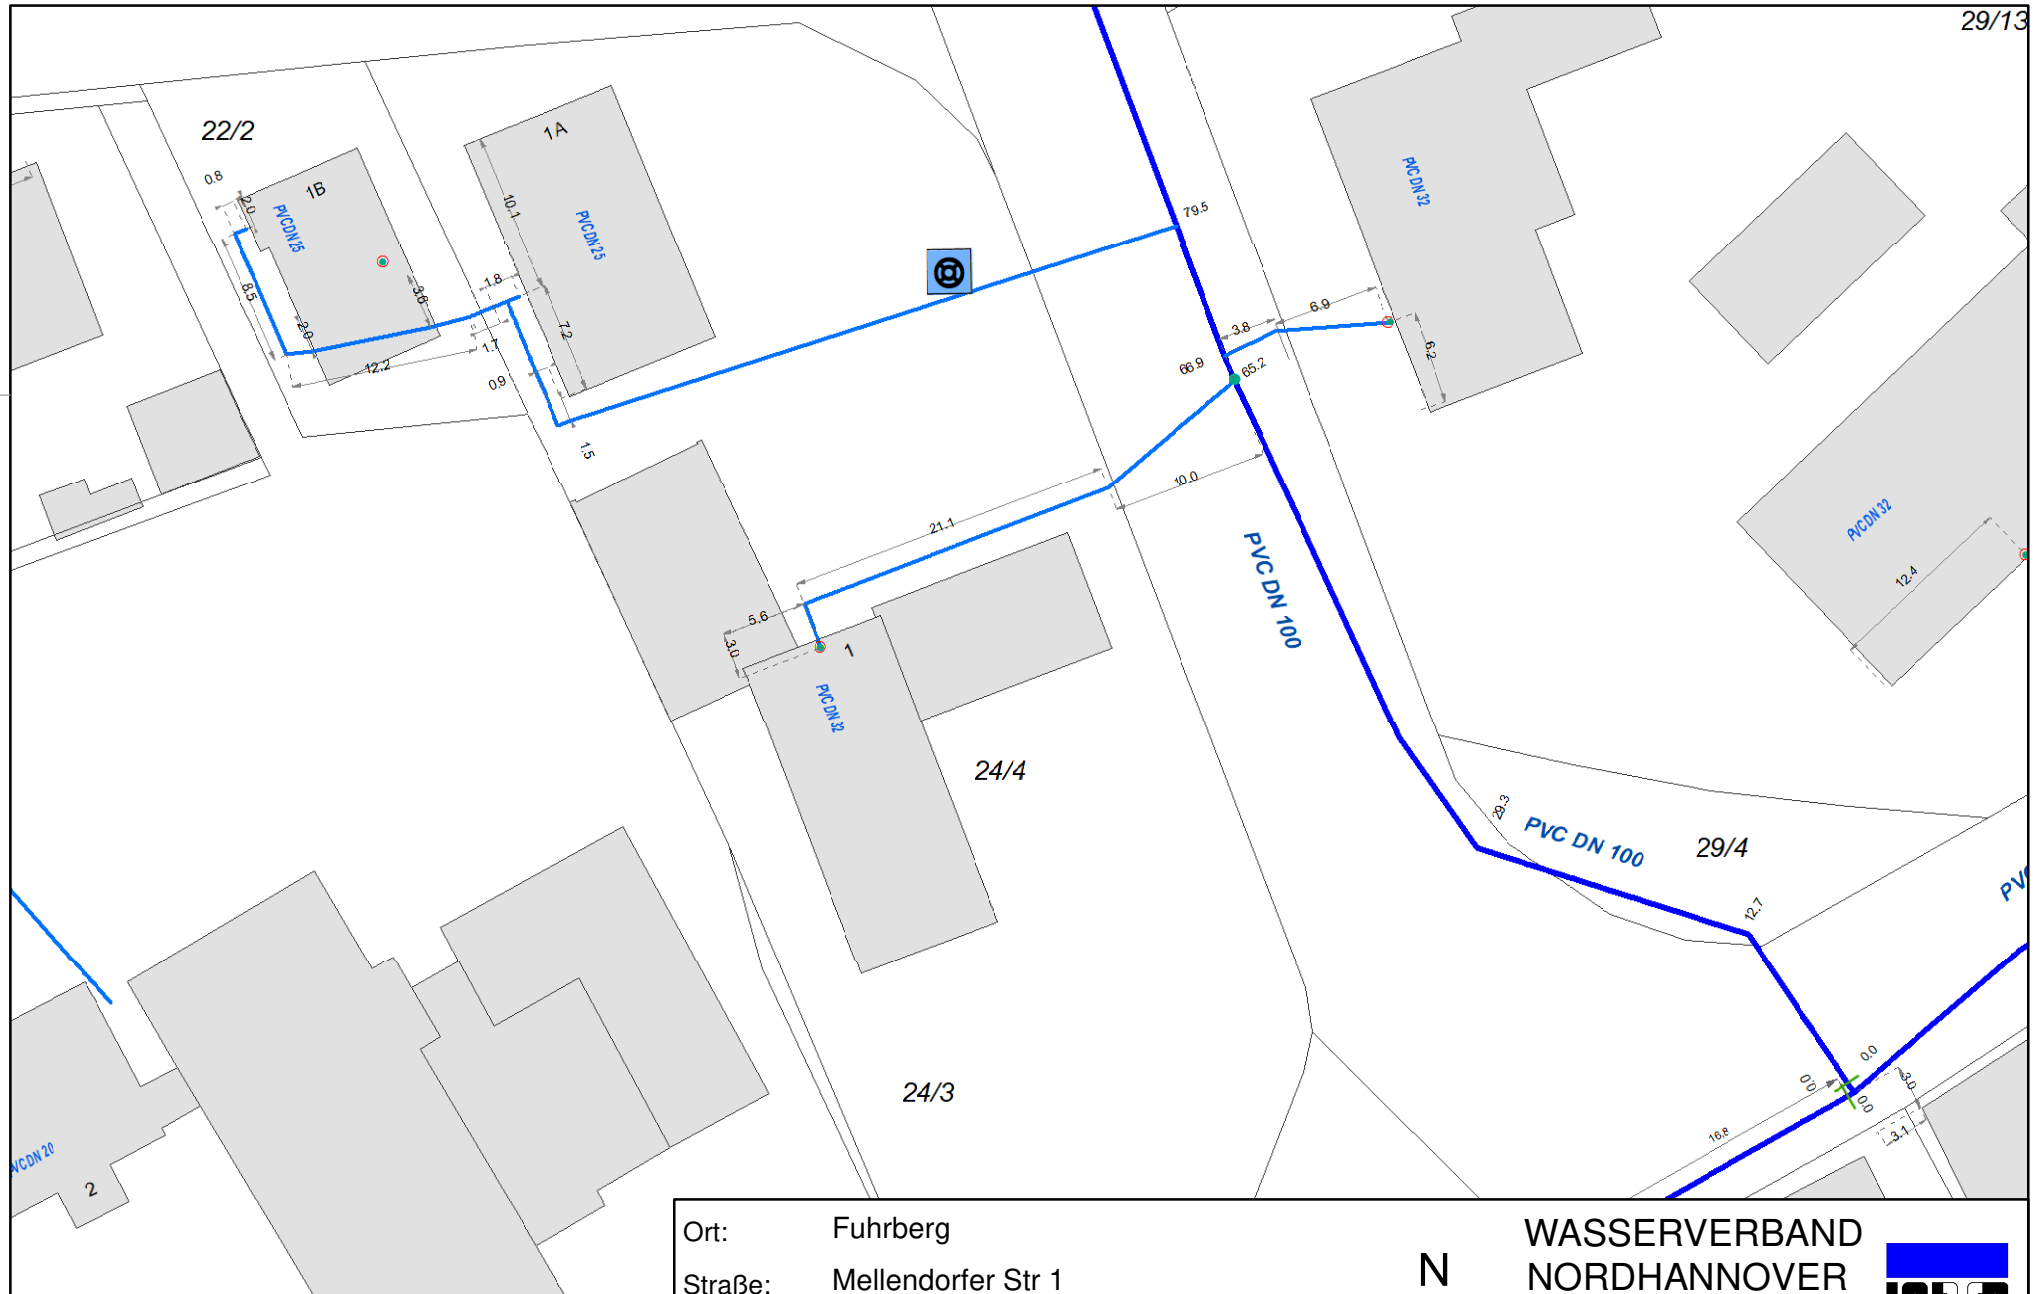 29/13
22/2
1A
1B
0.8
2.0
PVC DN 25
10.1
PVC DN 25
PVC DN 32
79.5
8.5
3.6
1.8
2.0
12.2
1.7
7.2
0.9
1.5
3.8
6.9
6.2
66.9
65.2
10.0
21.1
PVC DN 100
PVC DN 32
12.4
5.6
3.0
1
PVC DN 32
24/4
29.3
PVC DN 100
29/4
12.7
24/3
0.0
0.0
0.0
3.0
3.1
16.8
VC DN 20
2
Ort: Fuhrberg
Straße: Mellendorfer Str 1
N
WASSERVERBAND
NORDHANNOVER